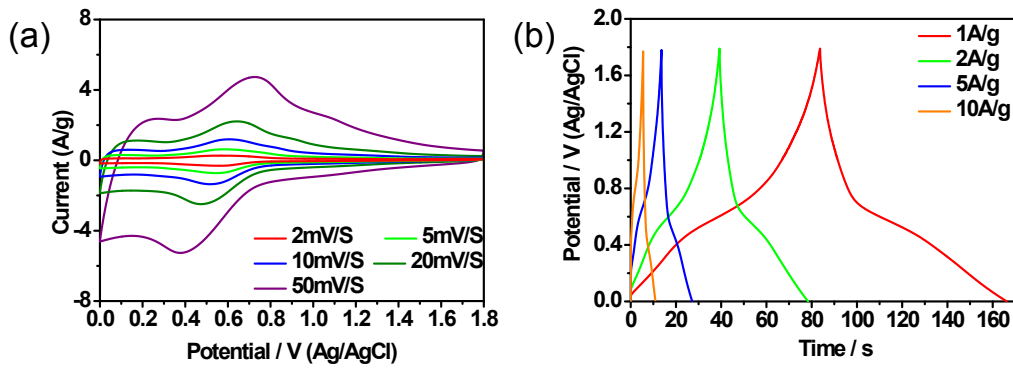 (a)
Current (A/g)
8
4
0
-4
-8
0.0 0.2 0.4 0.6 0.8 1.0 1.2 1.4 1.6 1.8
Potential / V (Ag/AgCl)
2mV/S 5mV/S
10mV/S 20mV/S
50mV/S
(b)
Potential / V (Ag/AgCl)
2.0
1.6
1.2
0.8
0.4
0.0
0 20 40 60 80 100 120 140 160
Time / s
1A/g
2A/g
5A/g
10A/g